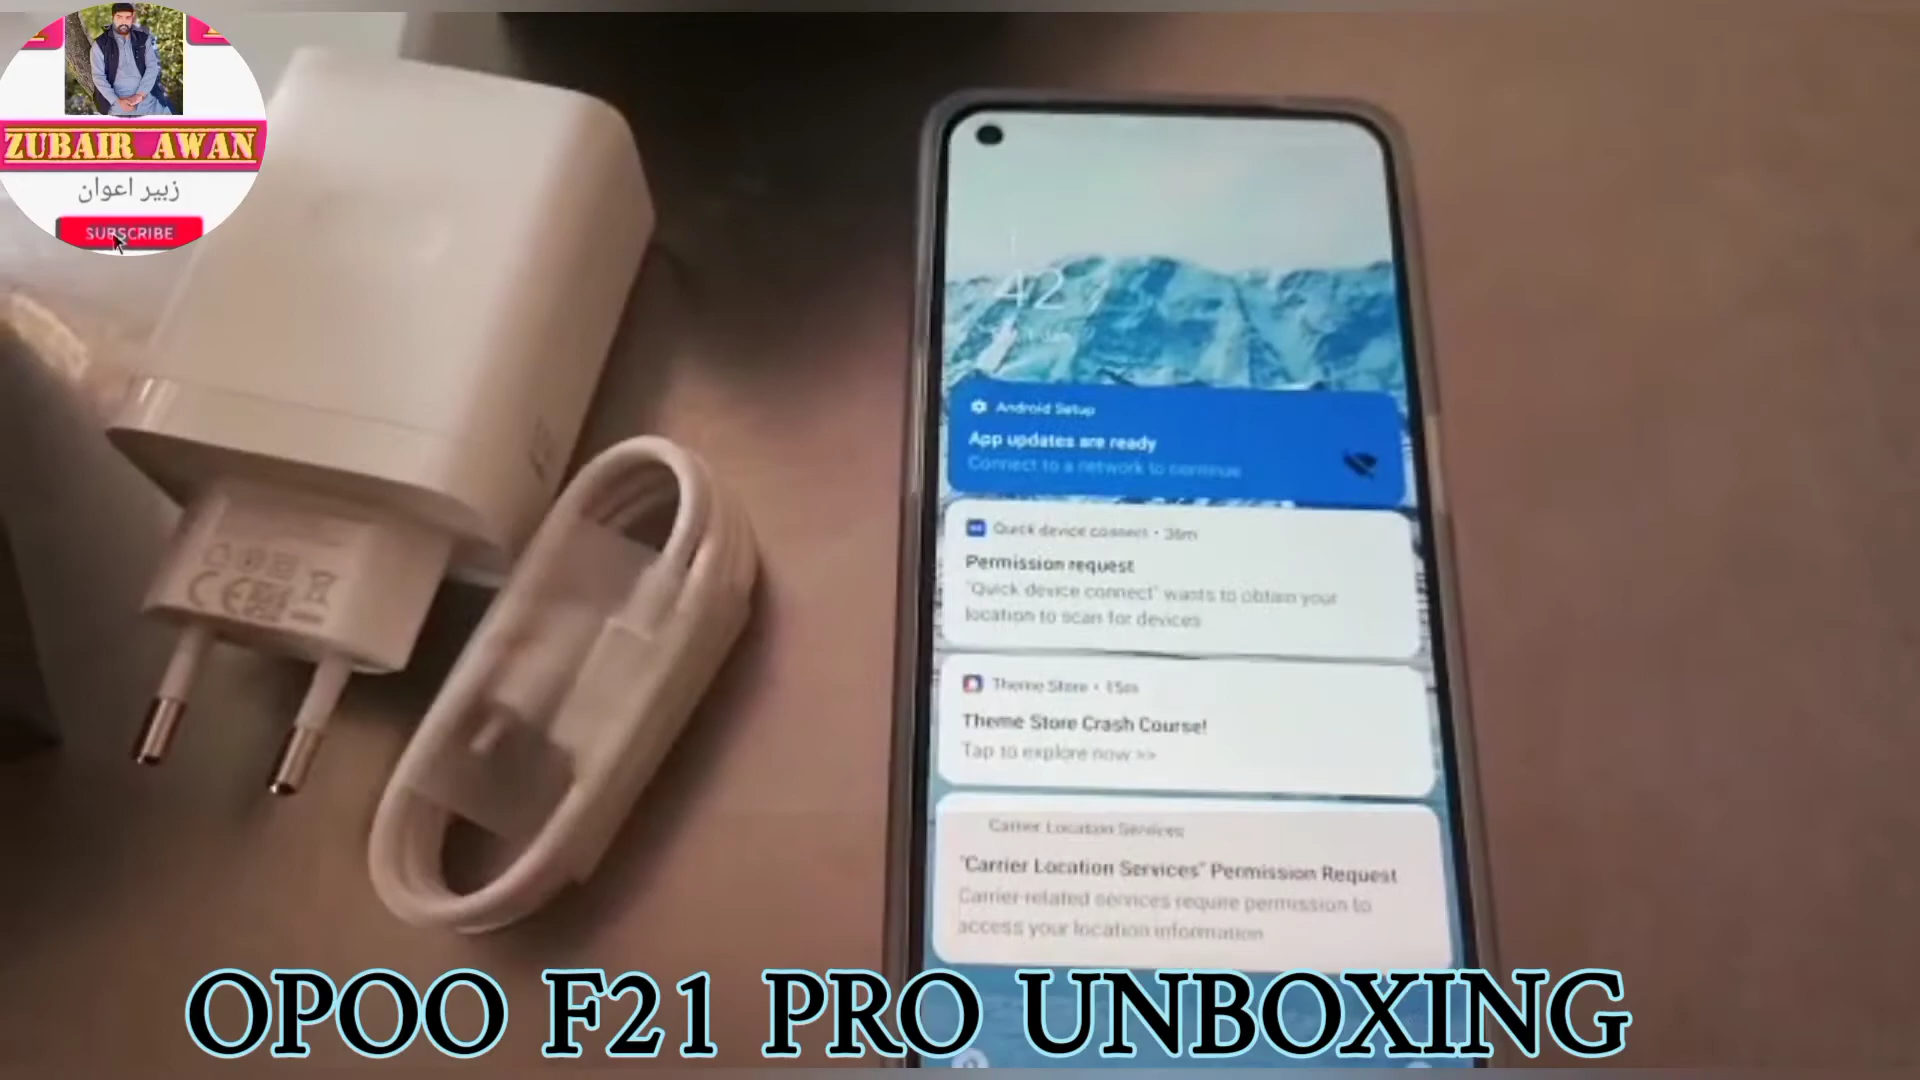 ZUBAIR AWAN
زبیر اعوان
SUBSCRIBE
42
Android Setup
App updates are ready
Connect to a network to continue
Quick device connect • 36m
Permission request
"Quick device connect" wants to obtain your
location to scan for devices
Theme Store • 15m
Theme Store Crash Course!
Tap to explore now >>
Carrier Location Services
"Carrier Location Services" Permission Request
Carrier-related services require permission to
access your location information
CE
OPOO F21 PRO UNBOXING